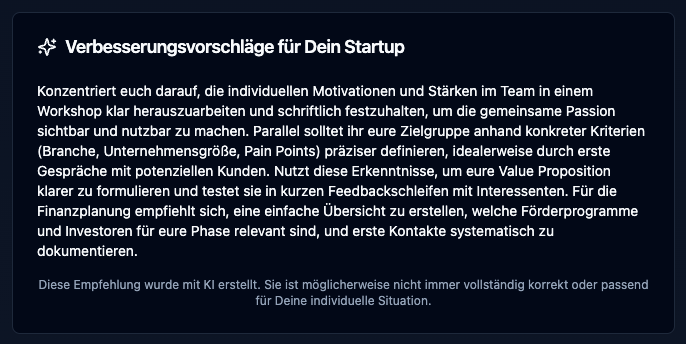 Verbesserungsvorschläge für Dein Startup
Konzentriert euch darauf, die individuellen Motivationen und Stärken im Team in einem
Workshop klar herauszuarbeiten und schriftlich festzuhalten, um die gemeinsame Passion
sichtbar und nutzbar zu machen. Parallel solltet ihr eure Zielgruppe anhand konkreter Kriterien
(Branche, Unternehmensgröße, Pain Points) präziser definieren, idealerweise durch erste
Gespräche mit potenziellen Kunden. Nutzt diese Erkenntnisse, um eure Value Proposition
klarer zu formulieren und testet sie in kurzen Feedbackschleifen mit Interessenten. Für die
Finanzplanung empfiehlt sich, eine einfache Übersicht zu erstellen, welche Förderprogramme
und Investoren für eure Phase relevant sind, und erste Kontakte systematisch zu
dokumentieren.
Diese Empfehlung wurde mit KI erstellt. Sie ist möglicherweise nicht immer vollständig korrekt oder passend
für Deine individuelle Situation.